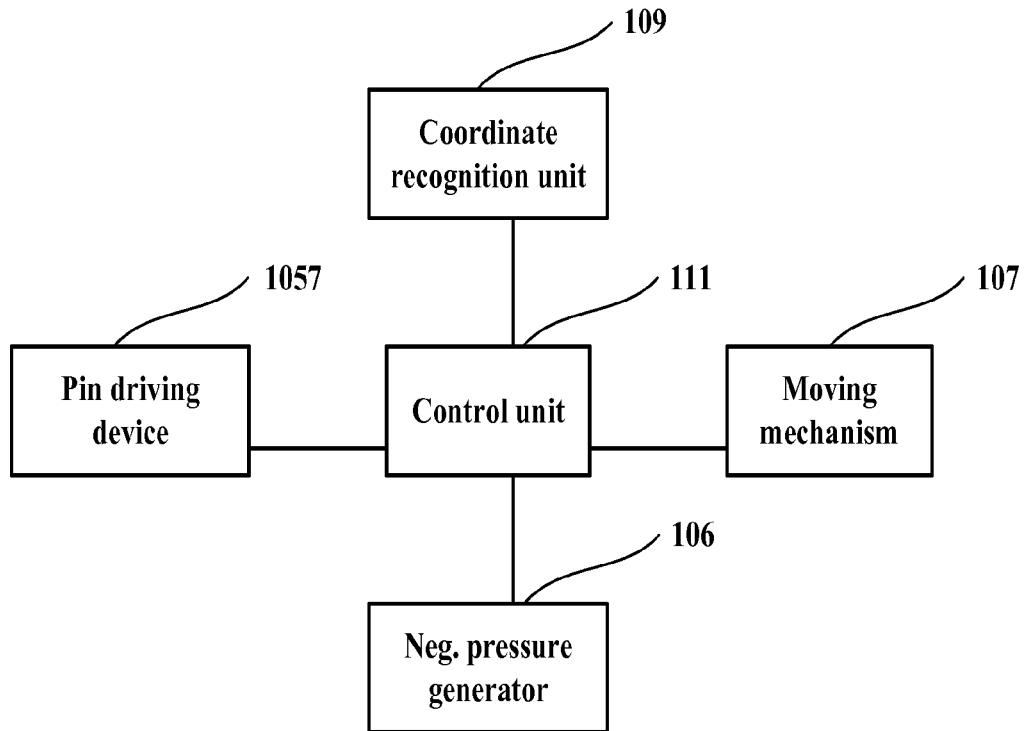 109
Coordinate
recognition unit
1057
111
107
Pin driving
device
Control unit
Moving
mechanism
106
Neg. pressure
generator